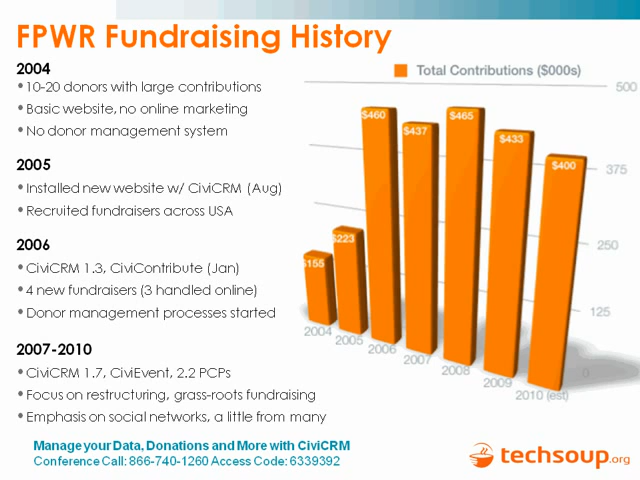 FPWR Fundraising History
2004
• 10-20 donors with large contributions
• Basic website, no online marketing
• No donor management system
2005
• Installed new website w/ CiviCRM (Aug)
• Recruited fundraisers across USA
2006
• CiviCRM 1.3, CiviContribute (Jan)
• 4 new fundraisers (3 handled online)
• Donor management processes started
2007-2010
• CiviCRM 1.7, CiviEvent, 2.2 PCPs
• Focus on restructuring, grass-roots fundraising
• Emphasis on social networks, a little from many
Total Contributions ($000s)
500
375
250
125
0
$155
$223
$460
$437
$465
$433
$400
2004
2005
2006
2007
2008
2009
2010 (est)
Manage your Data, Donations and More with CiviCRM
Conference Call: 866-740-1260 Access Code: 6339392
techsoup.org